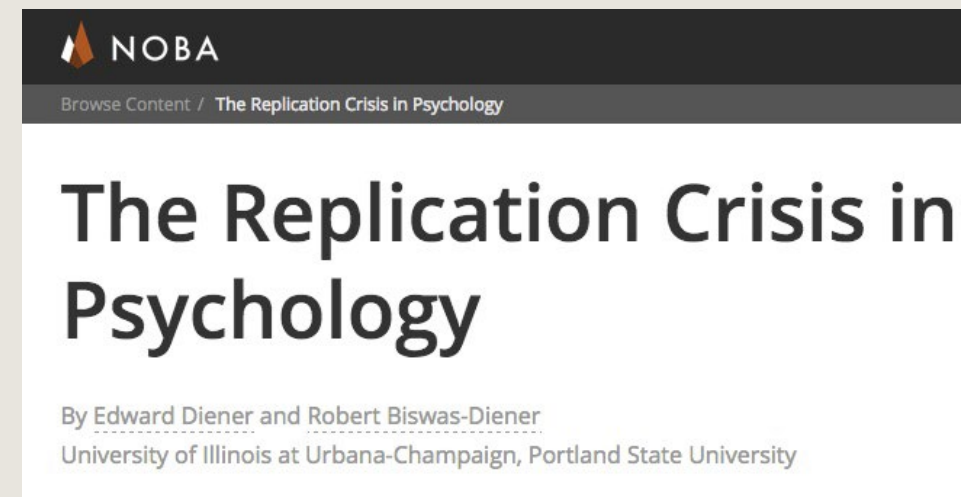 NOBA
Browse Content / The Replication Crisis in Psychology
The Replication Crisis in
Psychology
By Edward Diener and Robert Biswas-Diener
University of Illinois at Urbana-Champaign, Portland State University